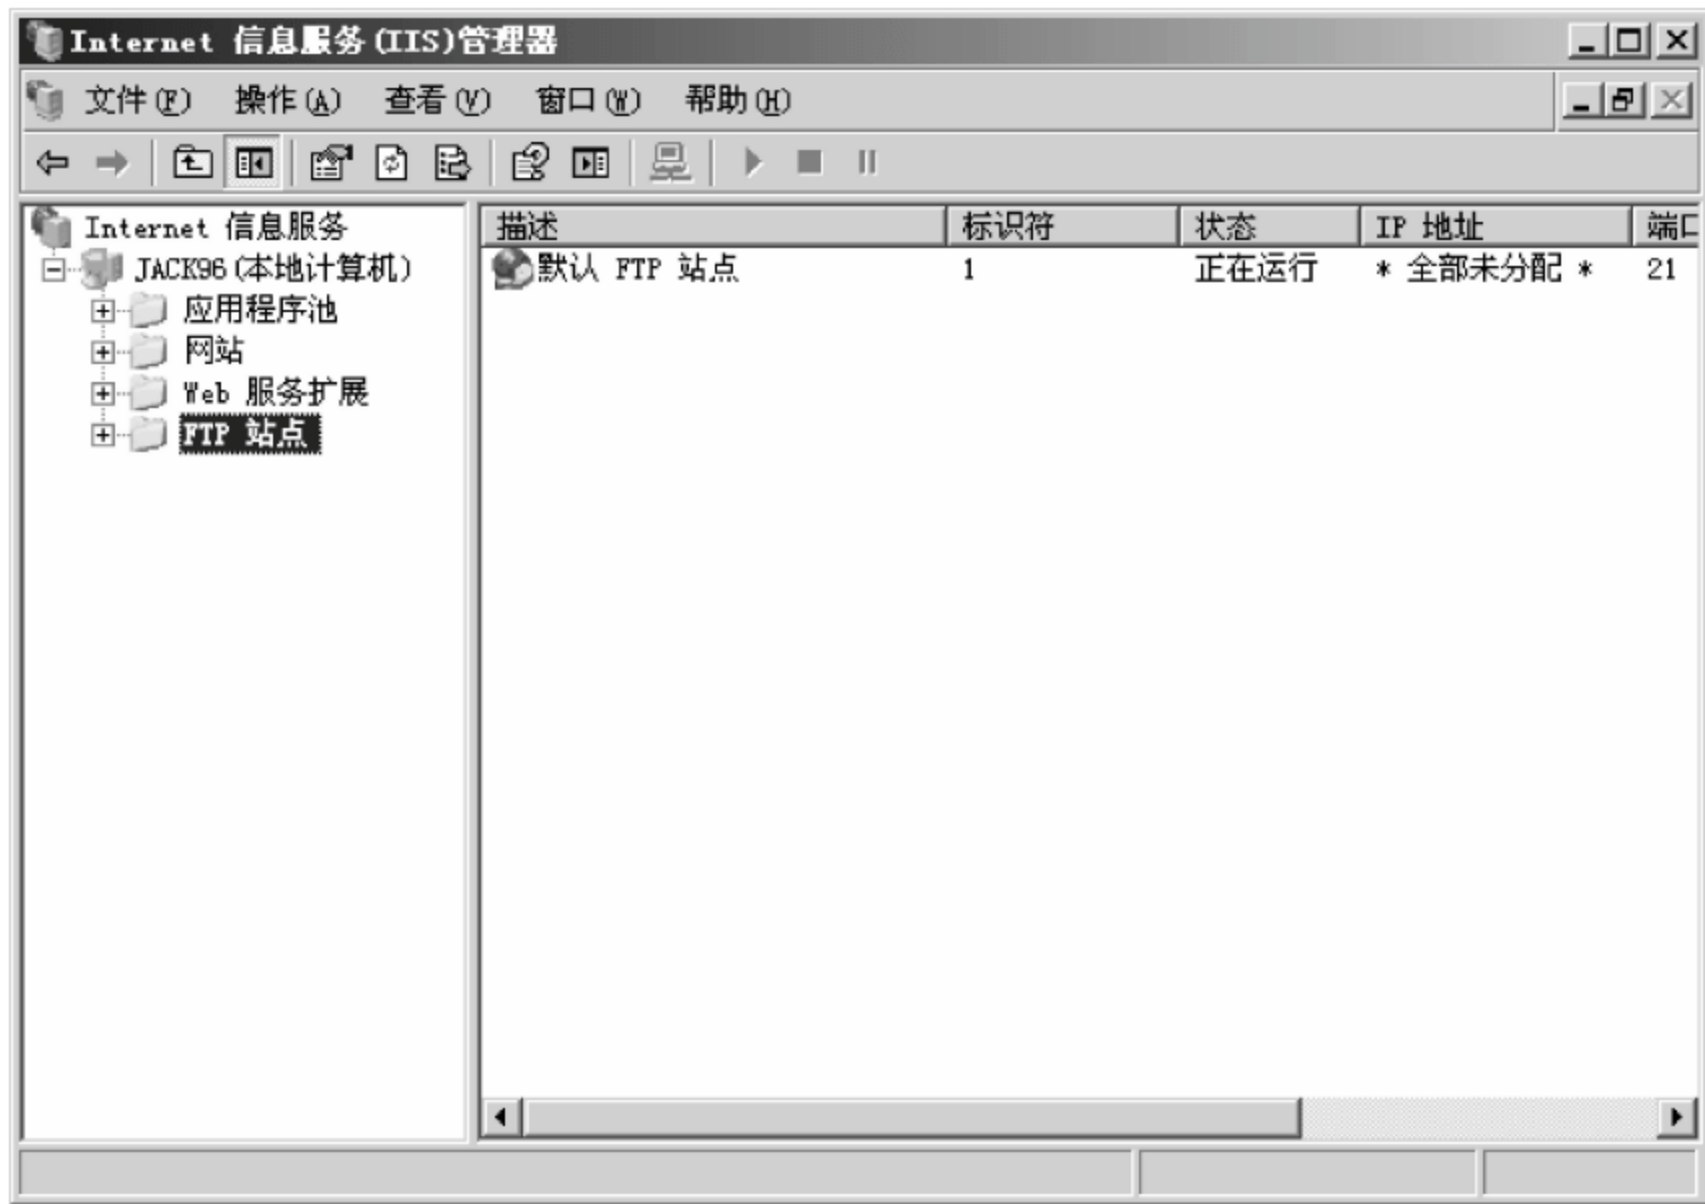 Internet 信息服务(IIS)管理器
文件(F) 操作(A) 查看(V) 窗口(W) 帮助(H)
Internet 信息服务
JACK96(本地计算机)
应用程序池
网站
Web 服务扩展
FTP 站点
描述 标识符 状态 IP 地址 端口
默认 FTP 站点 1 正在运行 * 全部未分配 * 21